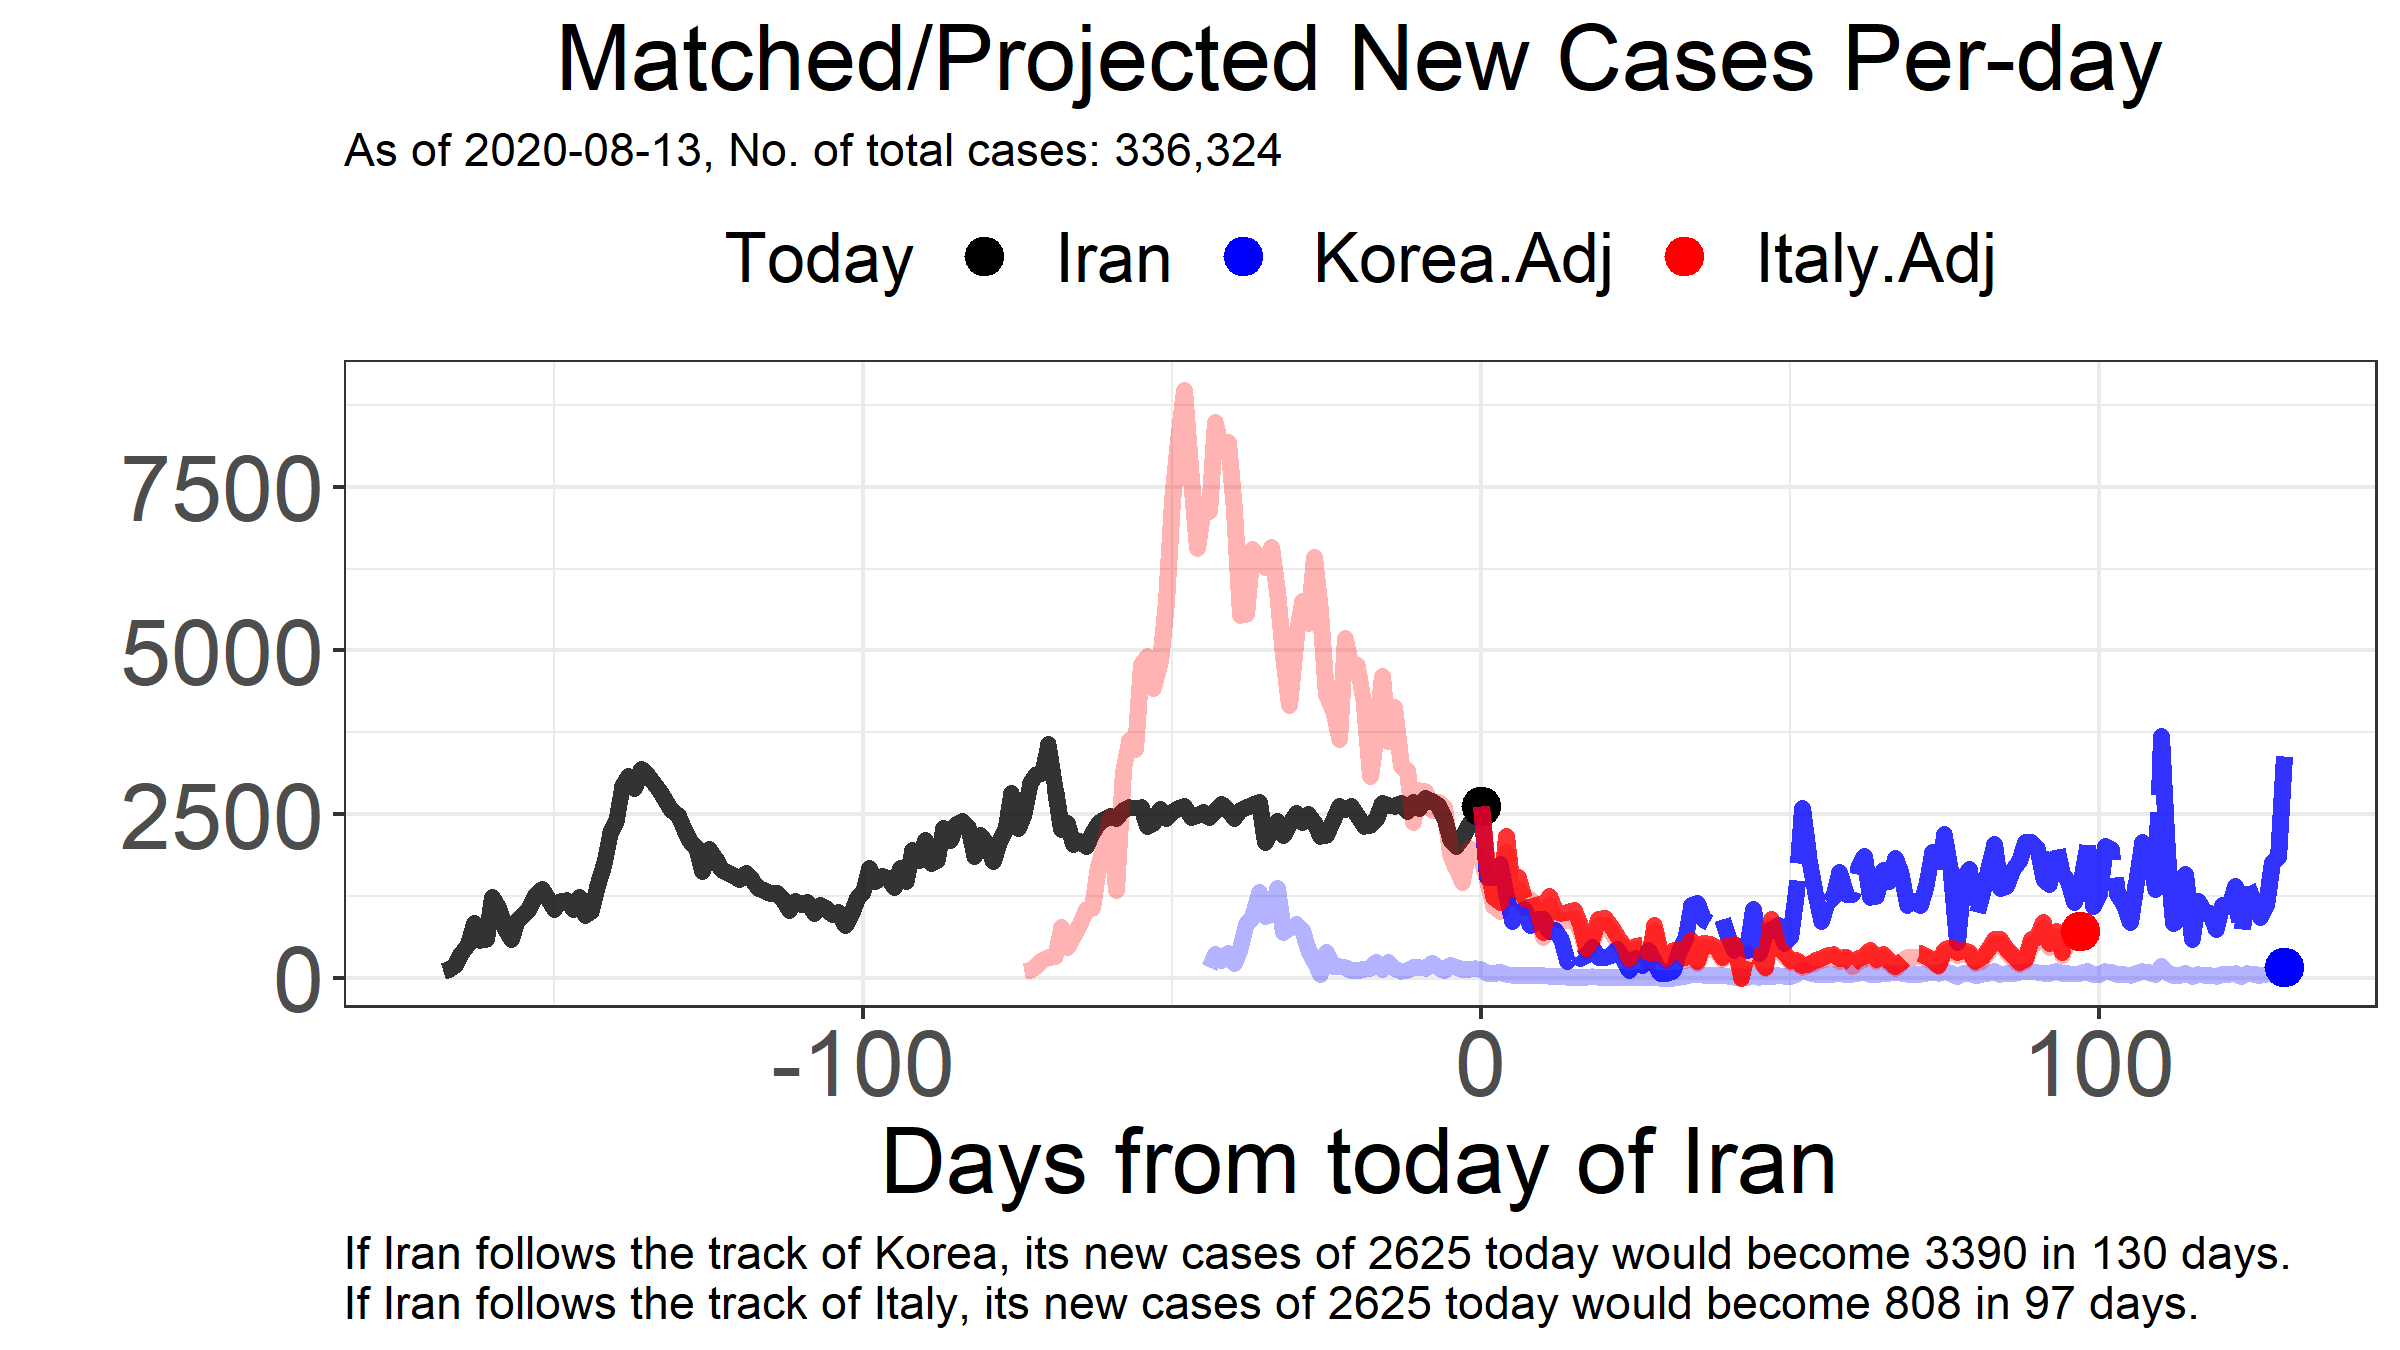 Matched/Projected New Cases Per-day
As of 2020-08-13, No. of total cases: 336,324
Today Iran Korea.Adj Italy.Adj
7500
5000
2500
0
-100 0 100
Days from today of Iran
If Iran follows the track of Korea, its new cases of 2625 today would become 3390 in 130 days.
If Iran follows the track of Italy, its new cases of 2625 today would become 808 in 97 days.